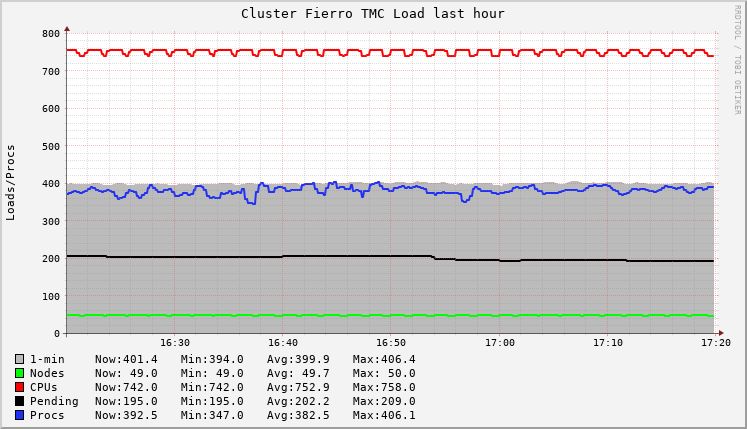 Cluster Fierro TMC Load last hour
RRDTOOL / TOBI OETIKER
Loads/Procs
800
700
600
500
400
300
200
100
0
16:30 16:40 16:50 17:00 17:10 17:20
1-min Now:401.4 Min:394.0 Avg:399.9 Max:406.4
Nodes Now: 49.0 Min: 49.0 Avg: 49.7 Max: 50.0
CPUs Now:742.0 Min:742.0 Avg:752.9 Max:758.0
Pending Now:195.0 Min:195.0 Avg:202.2 Max:209.0
Procs Now:392.5 Min:347.0 Avg:382.5 Max:406.1